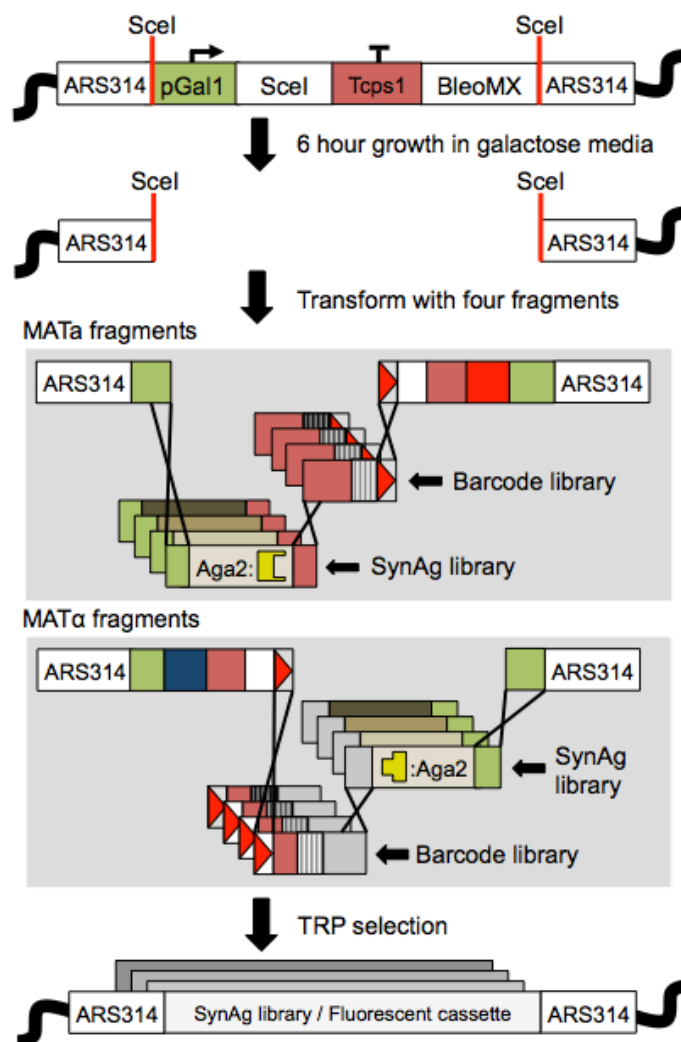 SceI SceI
ARS314 pGal1 SceI Tcps1 BleoMX ARS314
6 hour growth in galactose media
SceI SceI
ARS314 ARS314
Transform with four fragments
MATa fragments
ARS314 ARS314
Barcode library
Aga2: SynAg library
MATα fragments
ARS314 ARS314
:Aga2 SynAg
library
Barcode library
TRP selection
ARS314 SynAg library / Fluorescent cassette ARS314